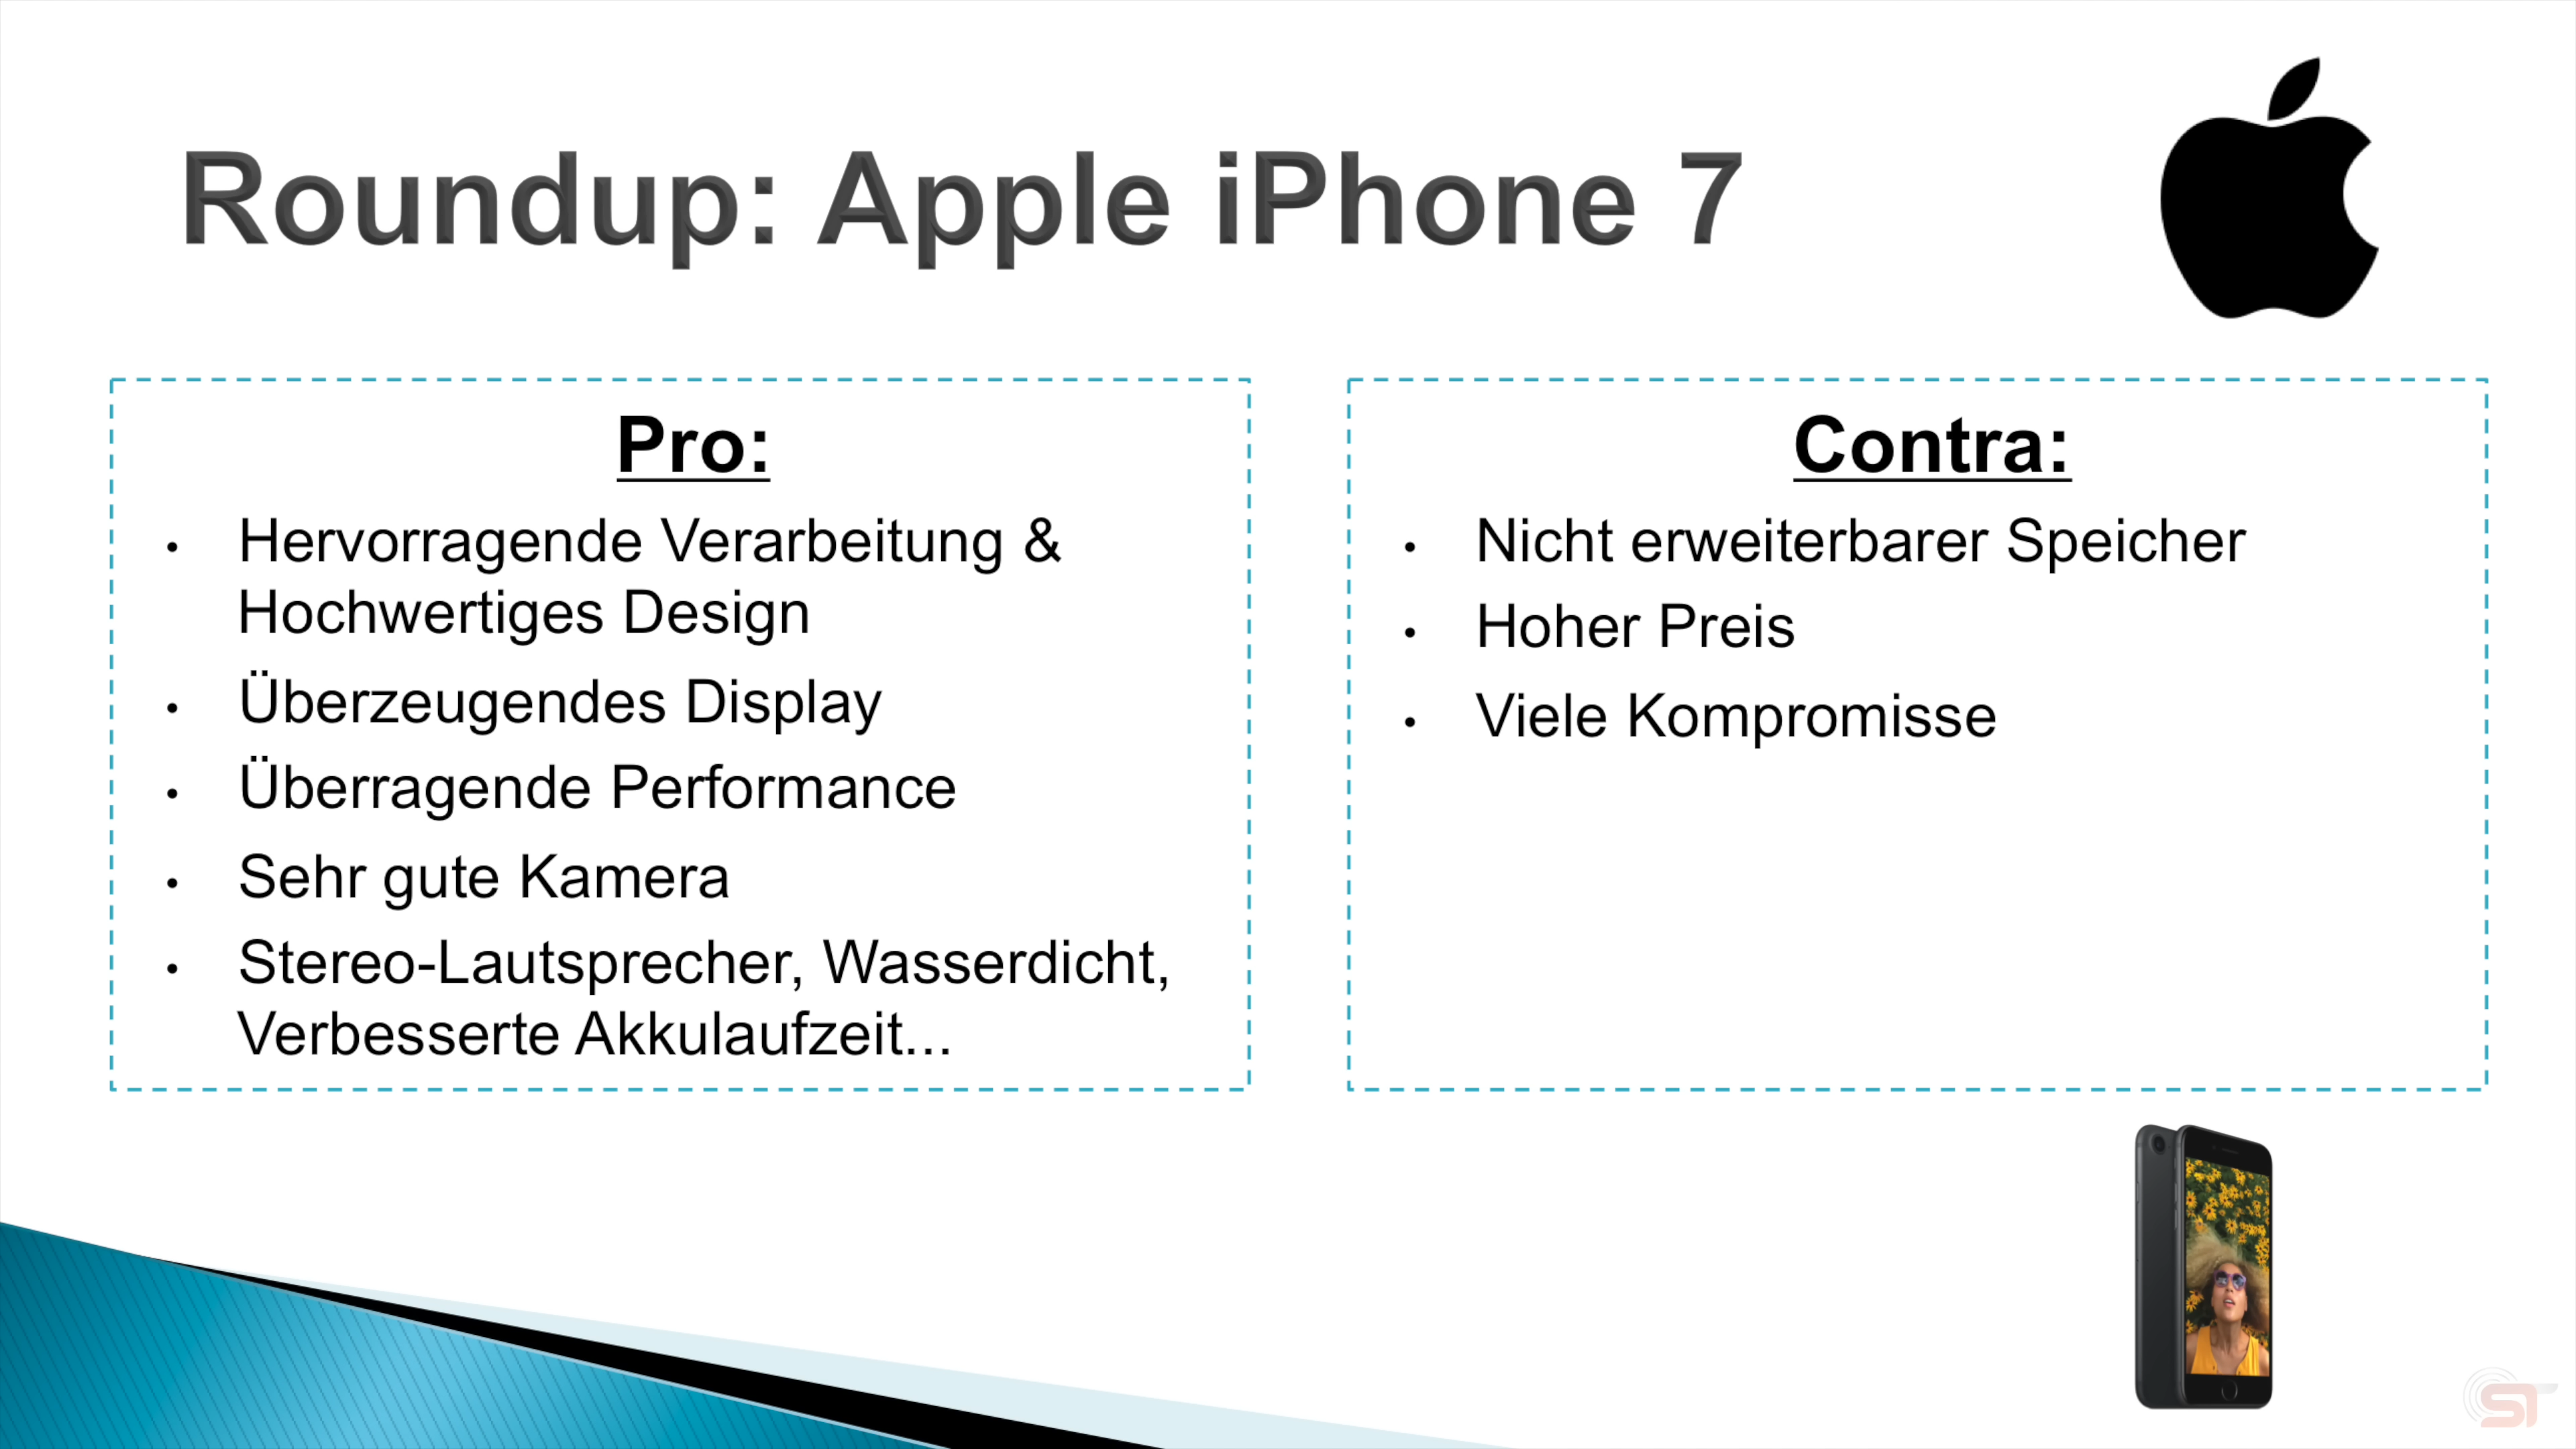 Roundup: Apple iPhone 7
Pro:
• Hervorragende Verarbeitung &
Hochwertiges Design
• Überzeugendes Display
• Überragende Performance
• Sehr gute Kamera
• Stereo-Lautsprecher, Wasserdicht,
Verbesserte Akkulaufzeit...
Contra:
• Nicht erweiterbarer Speicher
• Hoher Preis
• Viele Kompromisse
ST